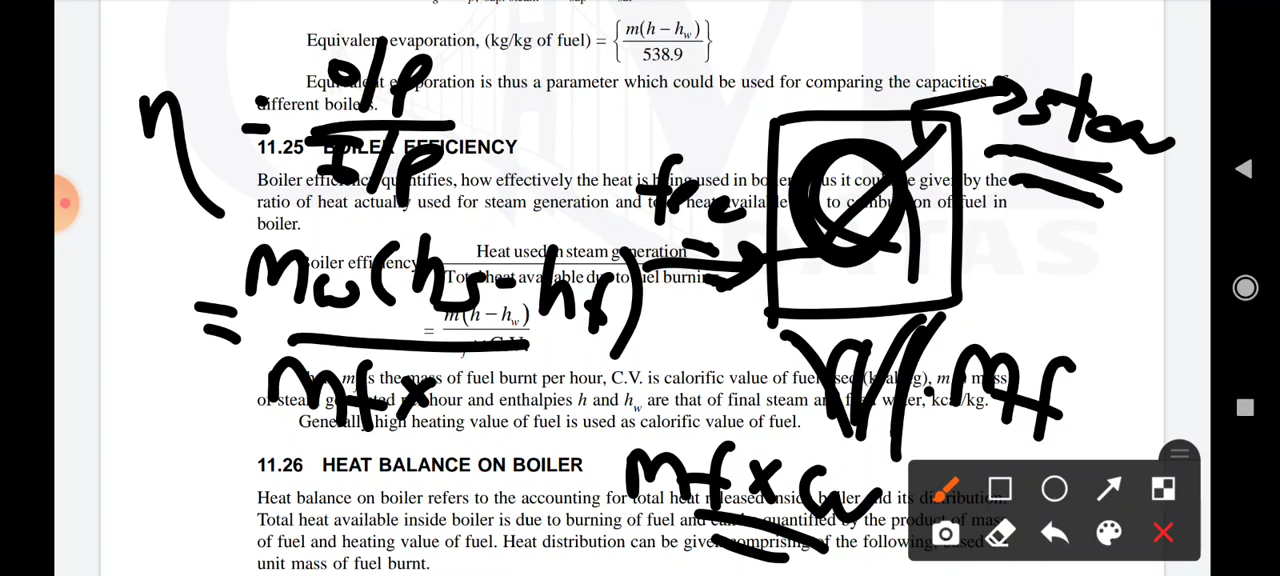 Equivalent evaporation, (kg/kg of fuel) = { m(h – h_w) / 538.9 }
Equivalent evaporation is thus a parameter which could be used for comparing the capacities
different boilers.
η = o/p
I/p
steam
11.25 BOILER EFFICIENCY
Boiler efficiency quantifies, how effectively the heat is being used in boiler. Thus it could be given by the
ratio of heat actually used for steam generation and total heat available due to combustion of fuel in
boiler.
Heat used in steam generation
Boiler efficiency
Total heat available due to fuel burning
= m(h – h_w)
= mw(hs - hf)
mf x
m is the mass of fuel burnt per hour, C.V. is calorific value of fuel used (kcal/kg), m is mass
of steam generated per hour and enthalpies h and h_w are that of final steam and feed water, kcal/kg.
Generally high heating value of fuel is used as calorific value of fuel.
mf
mf x cv
11.26 HEAT BALANCE ON BOILER
Heat balance on boiler refers to the accounting for total heat released inside boiler and its distribution.
Total heat available inside boiler is due to burning of fuel and can be quantified by the product of mass
of fuel and heating value of fuel. Heat distribution can be given comprising of the following, based
unit mass of fuel burnt.